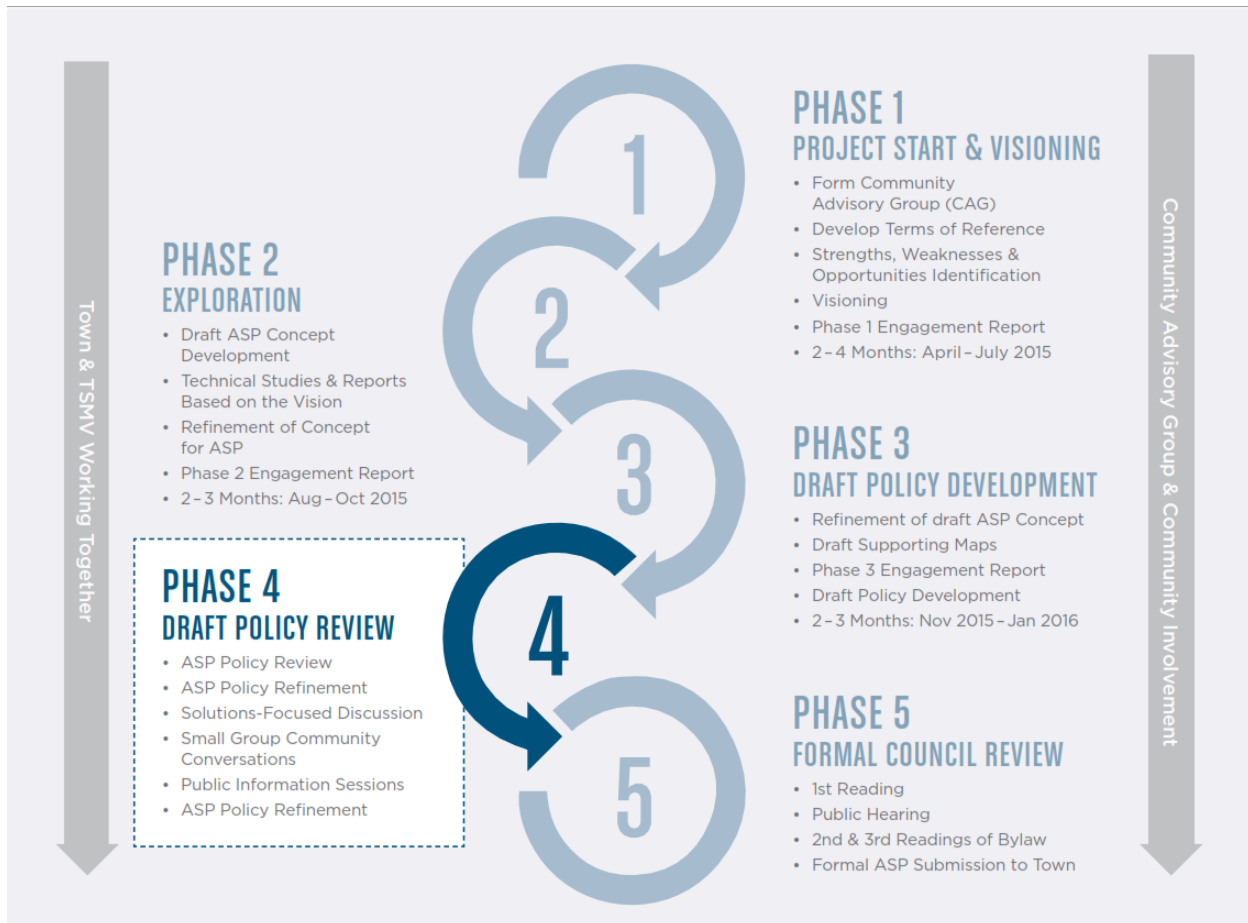 Town & TSMV Working Together
1
PHASE 1
PROJECT START & VISIONING
• Form Community
Advisory Group (CAG)
• Develop Terms of Reference
• Strengths, Weaknesses &
Opportunities Identification
• Visioning
• Phase 1 Engagement Report
• 2–4 Months: April–July 2015
2
PHASE 2
EXPLORATION
• Draft ASP Concept
Development
• Technical Studies & Reports
Based on the Vision
• Refinement of Concept
for ASP
• Phase 2 Engagement Report
• 2–3 Months: Aug–Oct 2015
3
PHASE 3
DRAFT POLICY DEVELOPMENT
• Refinement of draft ASP Concept
• Draft Supporting Maps
• Phase 3 Engagement Report
• Draft Policy Development
• 2–3 Months: Nov 2015–Jan 2016
4
PHASE 4
DRAFT POLICY REVIEW
• ASP Policy Review
• ASP Policy Refinement
• Solutions-Focused Discussion
• Small Group Community
Conversations
• Public Information Sessions
• ASP Policy Refinement
5
PHASE 5
FORMAL COUNCIL REVIEW
• 1st Reading
• Public Hearing
• 2nd & 3rd Readings of Bylaw
• Formal ASP Submission to Town
Community Advisory Group & Community Involvement